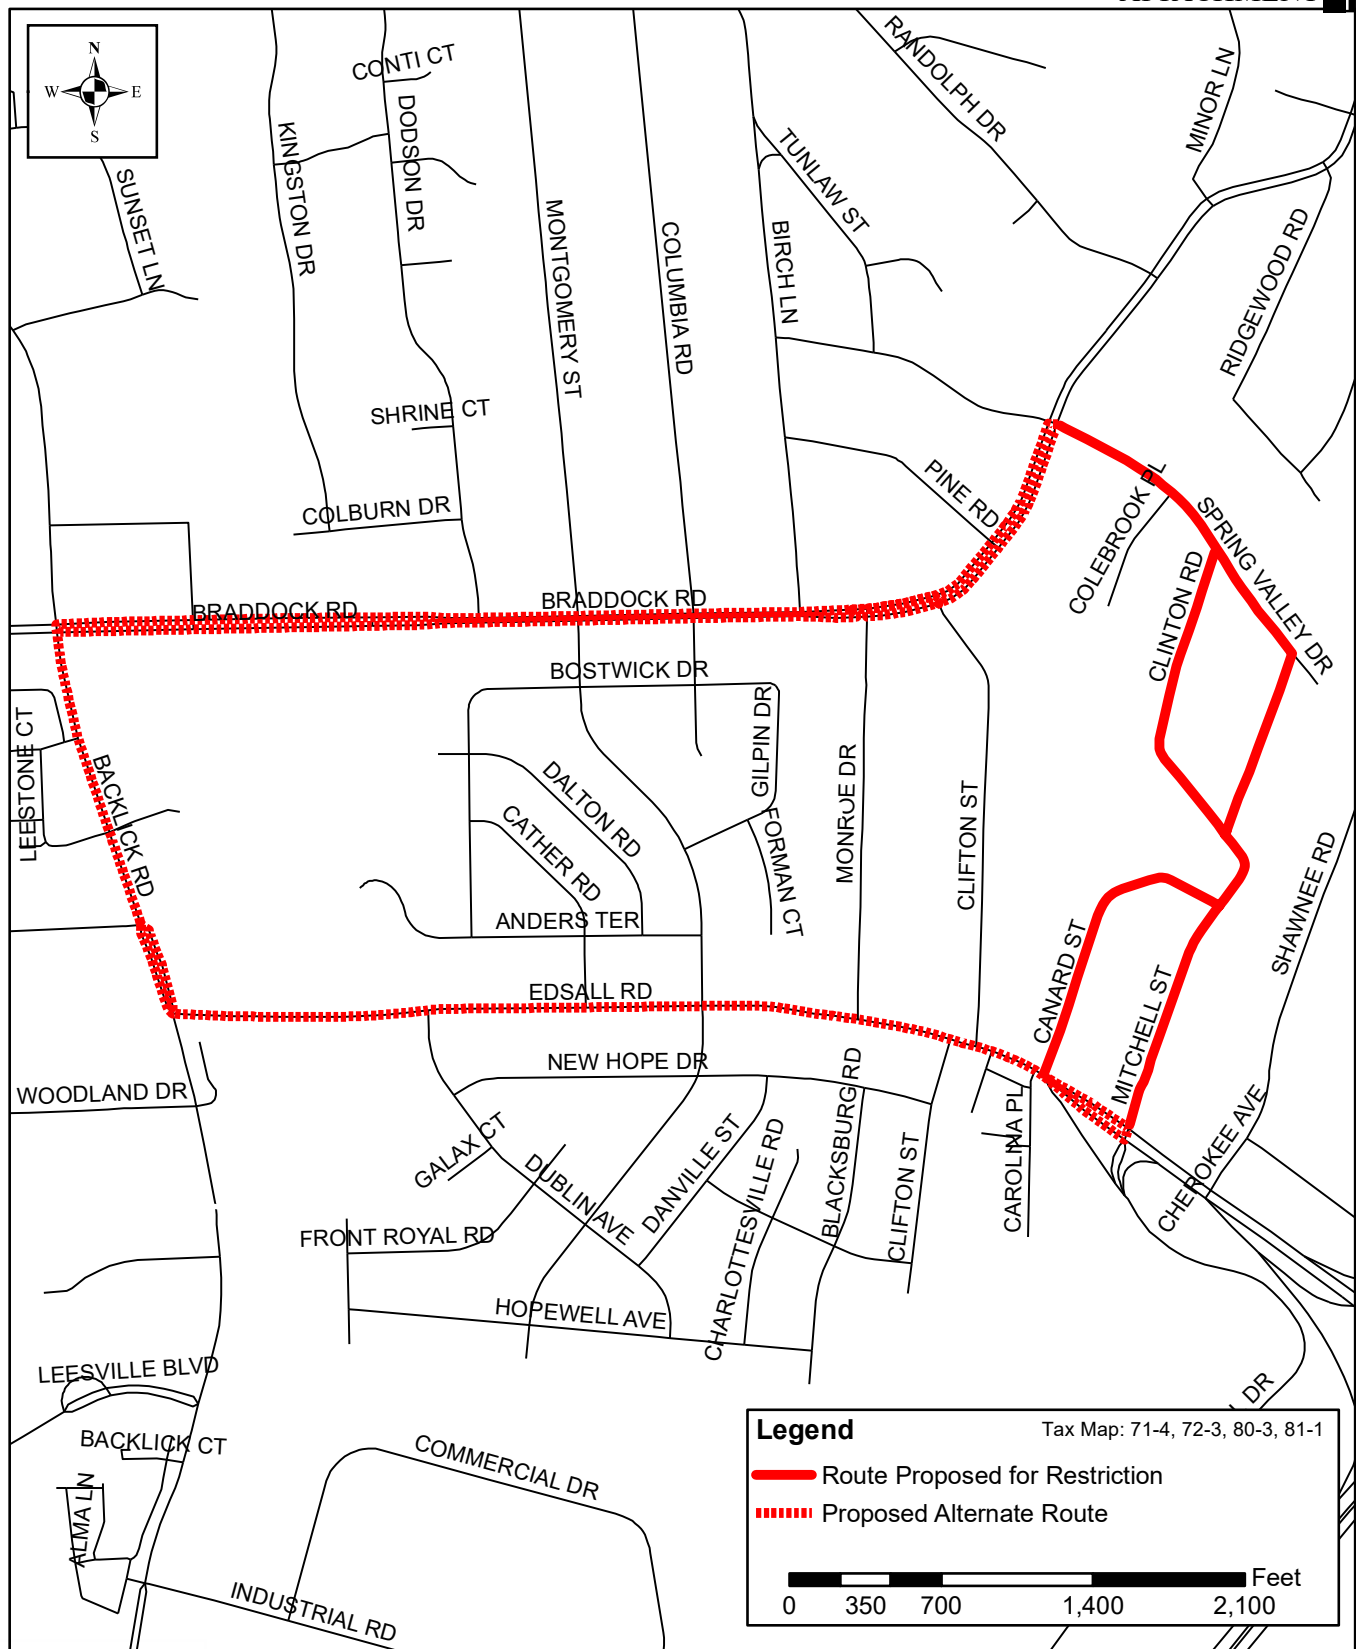 N
W E
S
CONTI CT
RANDOLPH DR
MINOR LN
KINGSTON DR
DODSON DR
TUNLAW ST
SUNSET LN
MONTGOMERY ST
COLUMBIA RD
BIRCH LN
RIDGEWOOD RD
SHRINE CT
COLBURN DR
PINE RD
COLEBROOK PL
SPRING VALLEY DR
CLINTON RD
BRADDOCK RD
BRADDOCK RD
BOSTWICK DR
LEESTONE CT
BACKLICK RD
GILPIN DR
DALTON RD
CATHER RD
FORMAN CT
MONROE DR
CLIFTON ST
SHAWNEE RD
ANDERS TER
CANARD ST
MITCHELL ST
EDSALL RD
NEW HOPE DR
WOODLAND DR
GALAX CT
DUBLIN AVE
DANVILLE ST
CHARLOTTESVILLE RD
BLACKSBURG RD
CLIFTON ST
CAROLINA PL
CHEROKEE AVE
FRONT ROYAL RD
HOPEWELL AVE
LEESVILLE BLVD
DR
BACKLICK CT
COMMERCIAL DR
ALMA LN
INDUSTRIAL RD
Legend
Tax Map: 71-4, 72-3, 80-3, 81-1
Route Proposed for Restriction
Proposed Alternate Route
Feet
0 350 700 1,400 2,100